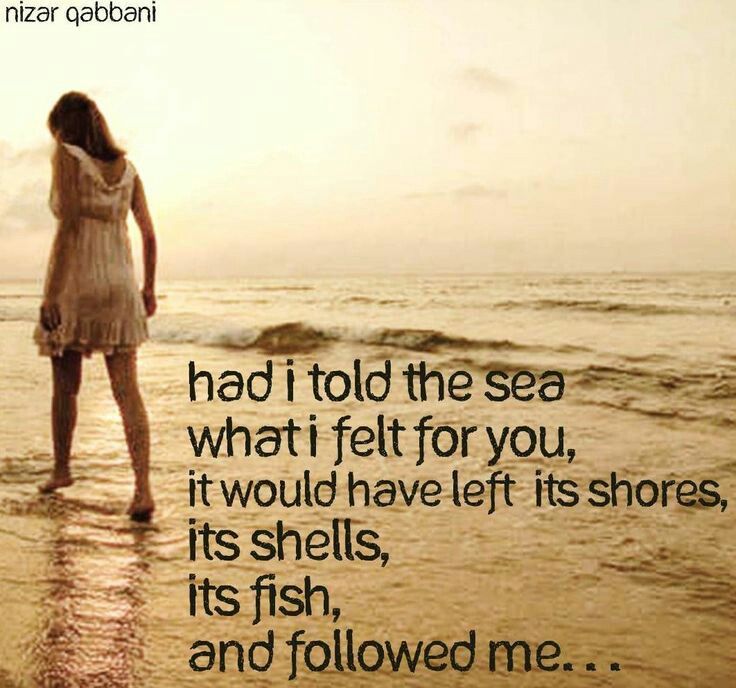 nizar qabbani
had i told the sea
what i felt for you,
it would have left its shores,
its shells,
its fish,
and followed me...